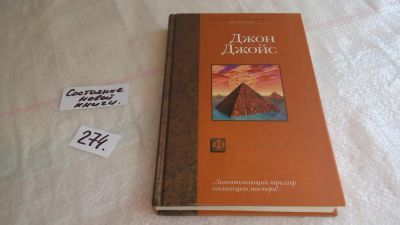 Состояние
новой
книги.
274.
Джон
Джойс
Ф
«Захватывающий триллер
настоящего мастера!»